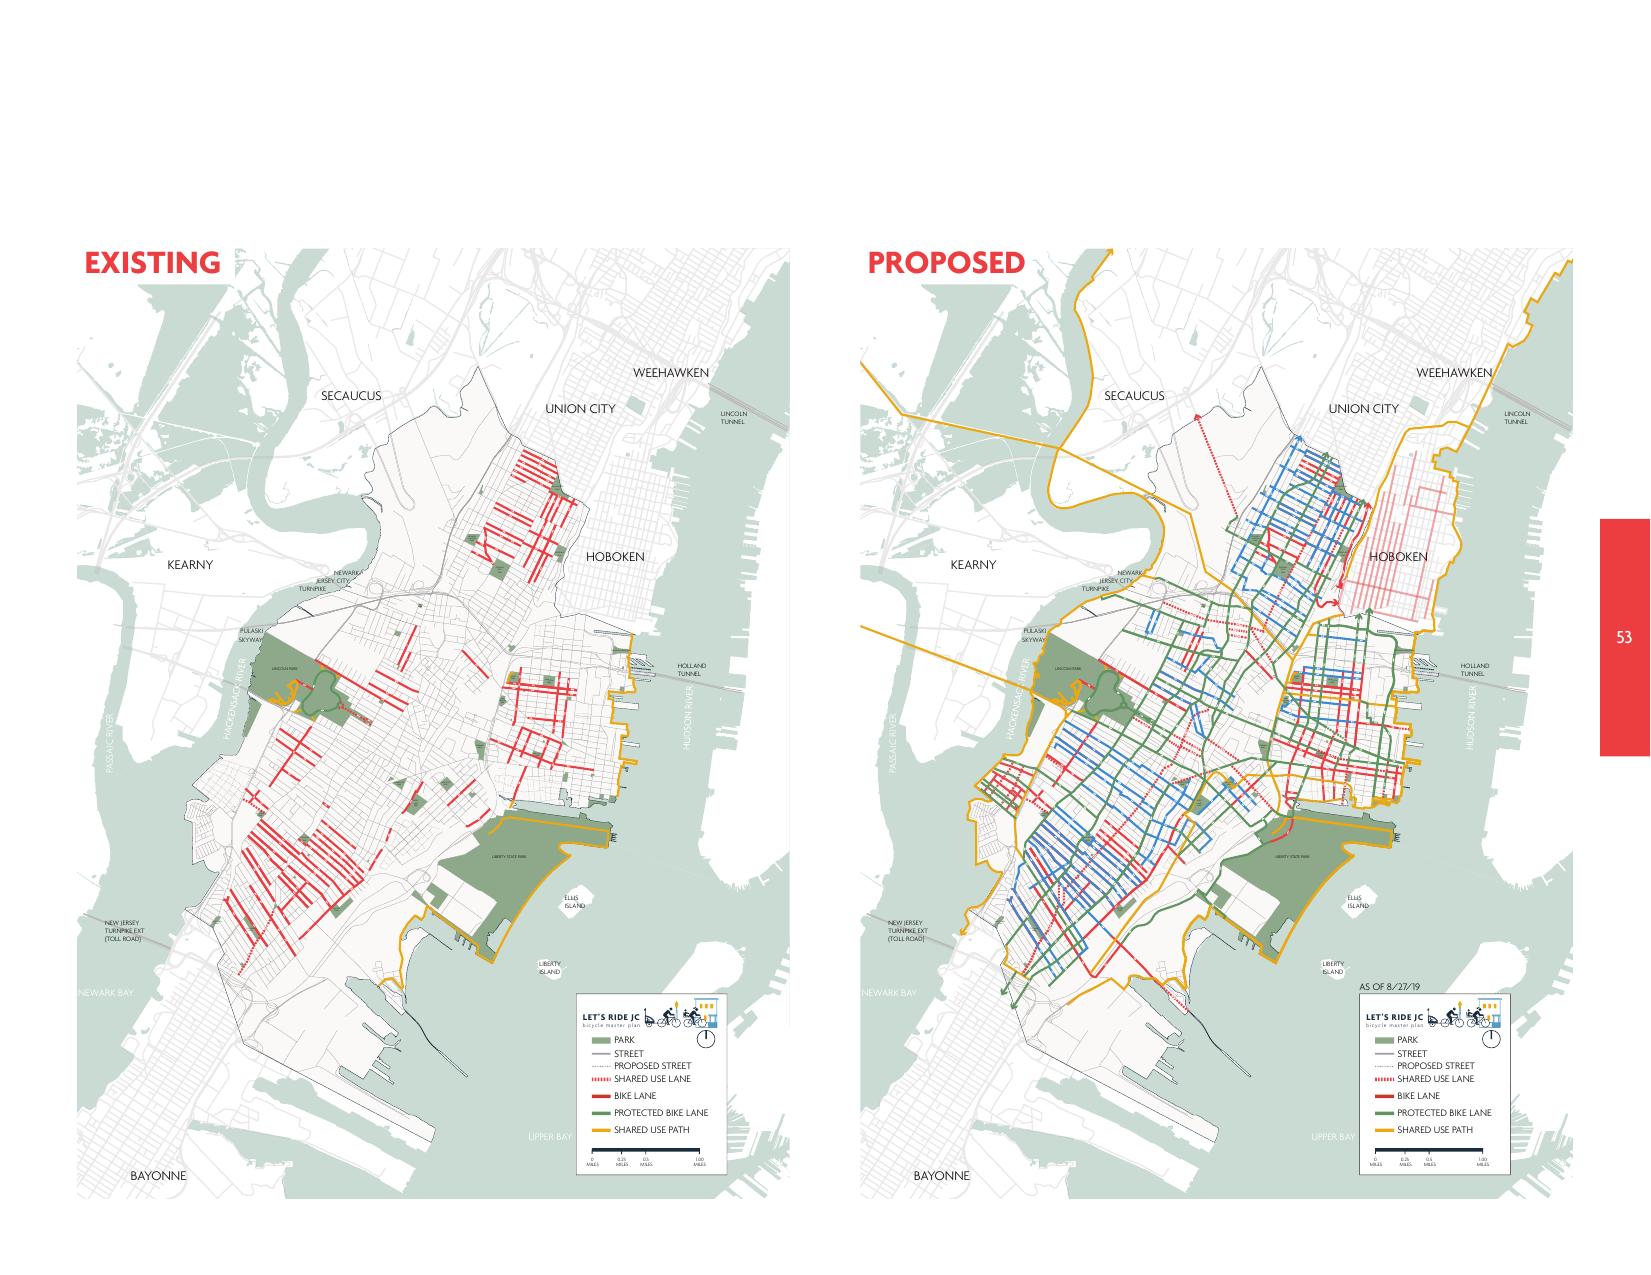 EXISTING
WEEHAWKEN
SECAUCUS
UNION CITY
LINCOLN
TUNNEL
HOBOKEN
KEARNY
NEWARK
JERSEY CITY
TURNPIKE
PULASKI
SKYWAY
LINCOLN PARK
HOLLAND
TUNNEL
HACKENSACK RIVER
PASSAIC RIVER
HUDSON RIVER
LIBERTY STATE PARK
ELLIS
ISLAND
NEW JERSEY
TURNPIKE EXT
(TOLL ROAD)
LIBERTY
ISLAND
NEWARK BAY
UPPER BAY
BAYONNE
LET'S RIDE JC
bicycle master plan
PARK
STREET
PROPOSED STREET
SHARED USE LANE
BIKE LANE
PROTECTED BIKE LANE
SHARED USE PATH
0 0.25 0.5 1.00
MILES MILES MILES MILES
PROPOSED
WEEHAWKEN
SECAUCUS
UNION CITY
LINCOLN
TUNNEL
HOBOKEN
KEARNY
NEWARK
JERSEY CITY
TURNPIKE
PULASKI
SKYWAY
LINCOLN PARK
HOLLAND
TUNNEL
HACKENSACK RIVER
PASSAIC RIVER
HUDSON RIVER
LIBERTY STATE PARK
ELLIS
ISLAND
NEW JERSEY
TURNPIKE EXT
(TOLL ROAD)
LIBERTY
ISLAND
NEWARK BAY
UPPER BAY
BAYONNE
AS OF 8/27/19
LET'S RIDE JC
bicycle master plan
PARK
STREET
PROPOSED STREET
SHARED USE LANE
BIKE LANE
PROTECTED BIKE LANE
SHARED USE PATH
0 0.25 0.5 1.00
MILES MILES MILES MILES
53